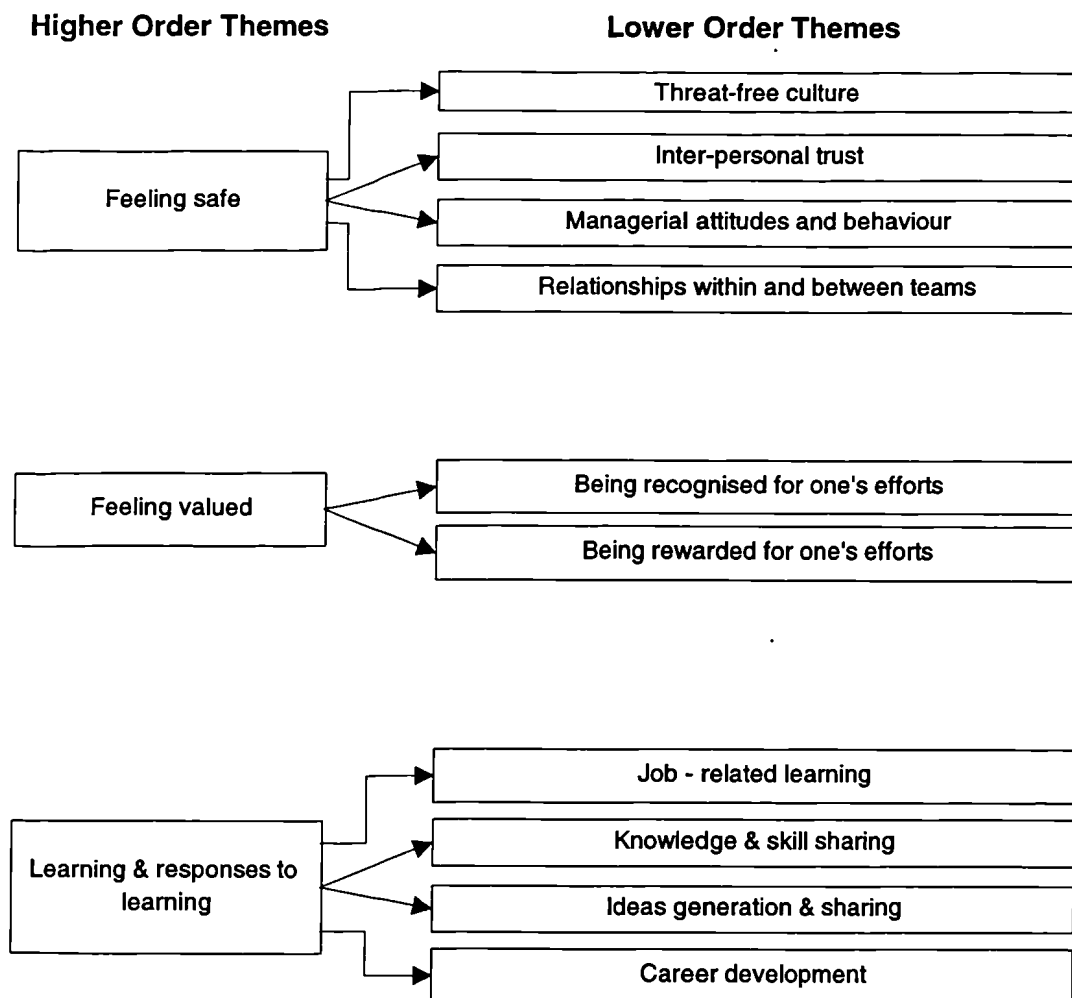 Higher Order Themes
Lower Order Themes
Threat-free culture
Inter-personal trust
Feeling safe
Managerial attitudes and behaviour
Relationships within and between teams
Being recognised for one's efforts
Feeling valued
Being rewarded for one's efforts
Job - related learning
Knowledge & skill sharing
Learning & responses to
learning
Ideas generation & sharing
Career development